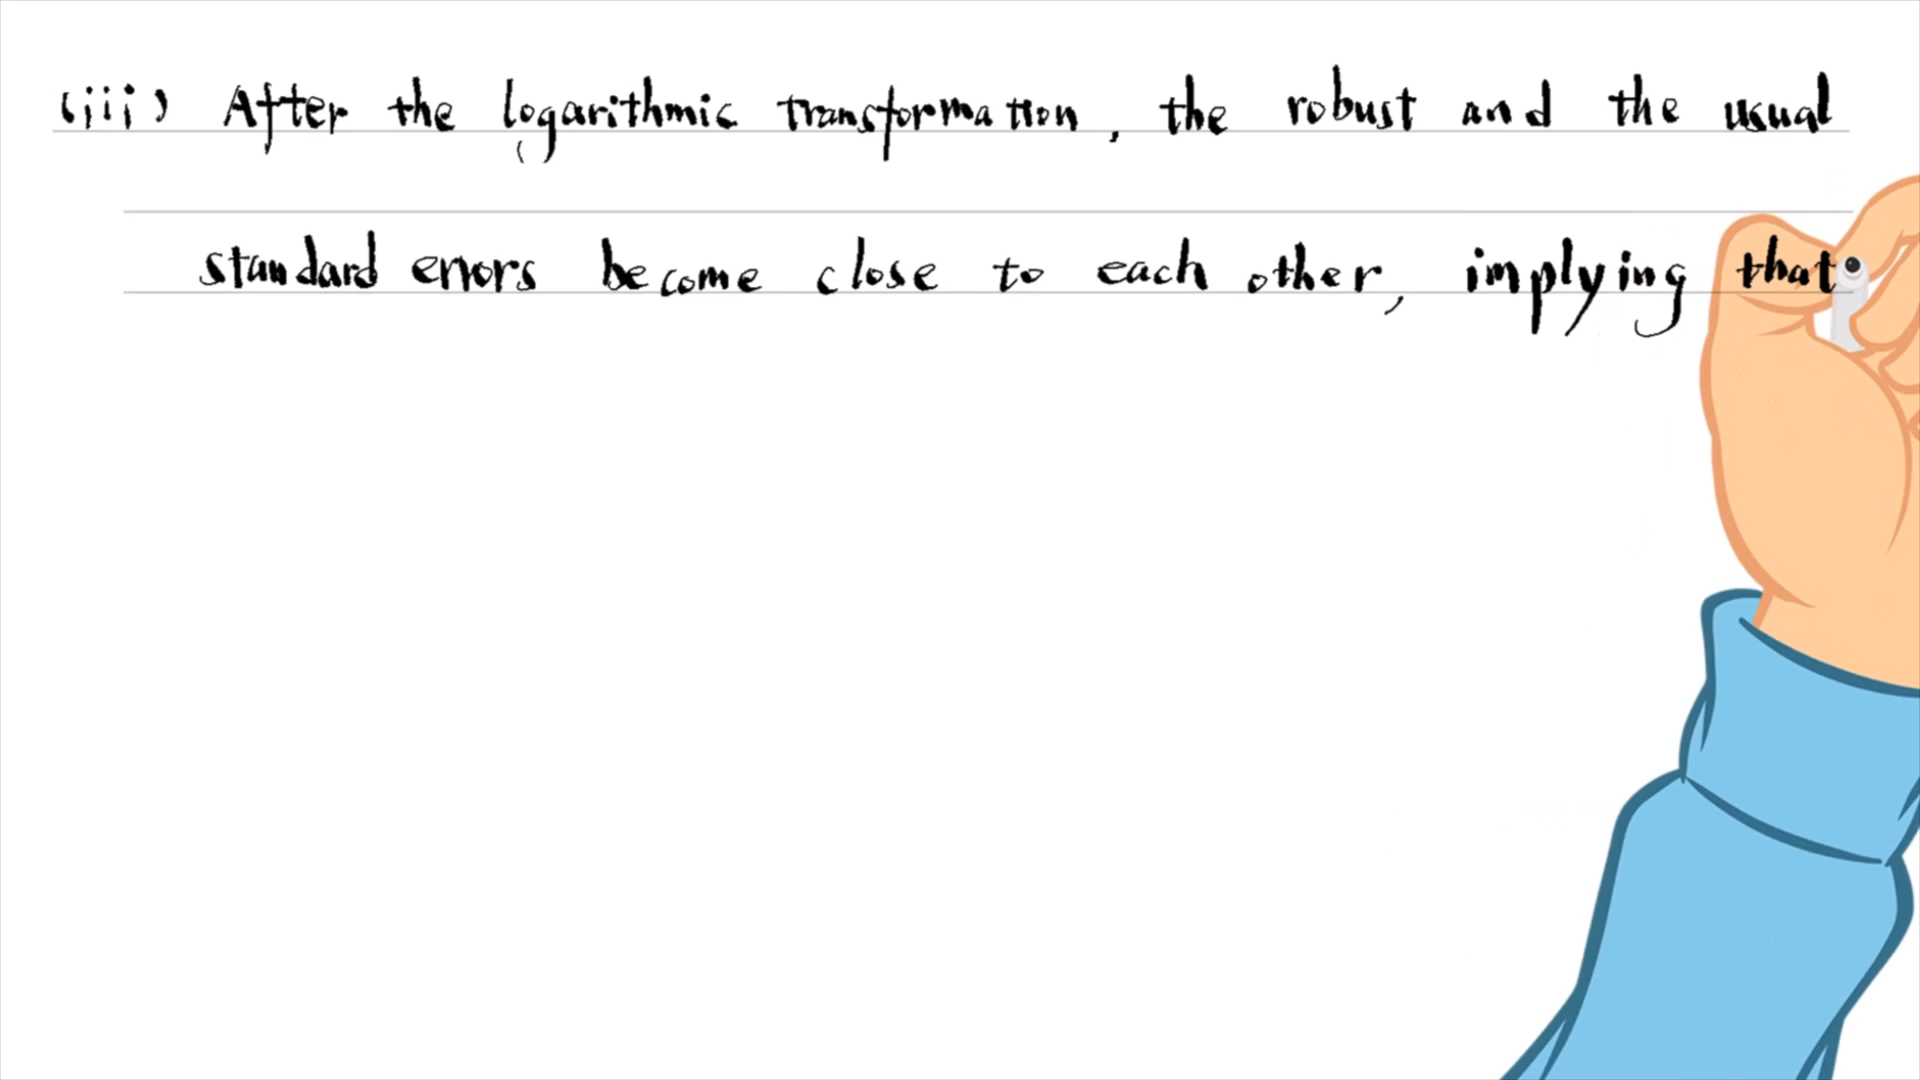 (iii) After the logarithmic transformation, the robust and the usual
standard errors become close to each other, implying that